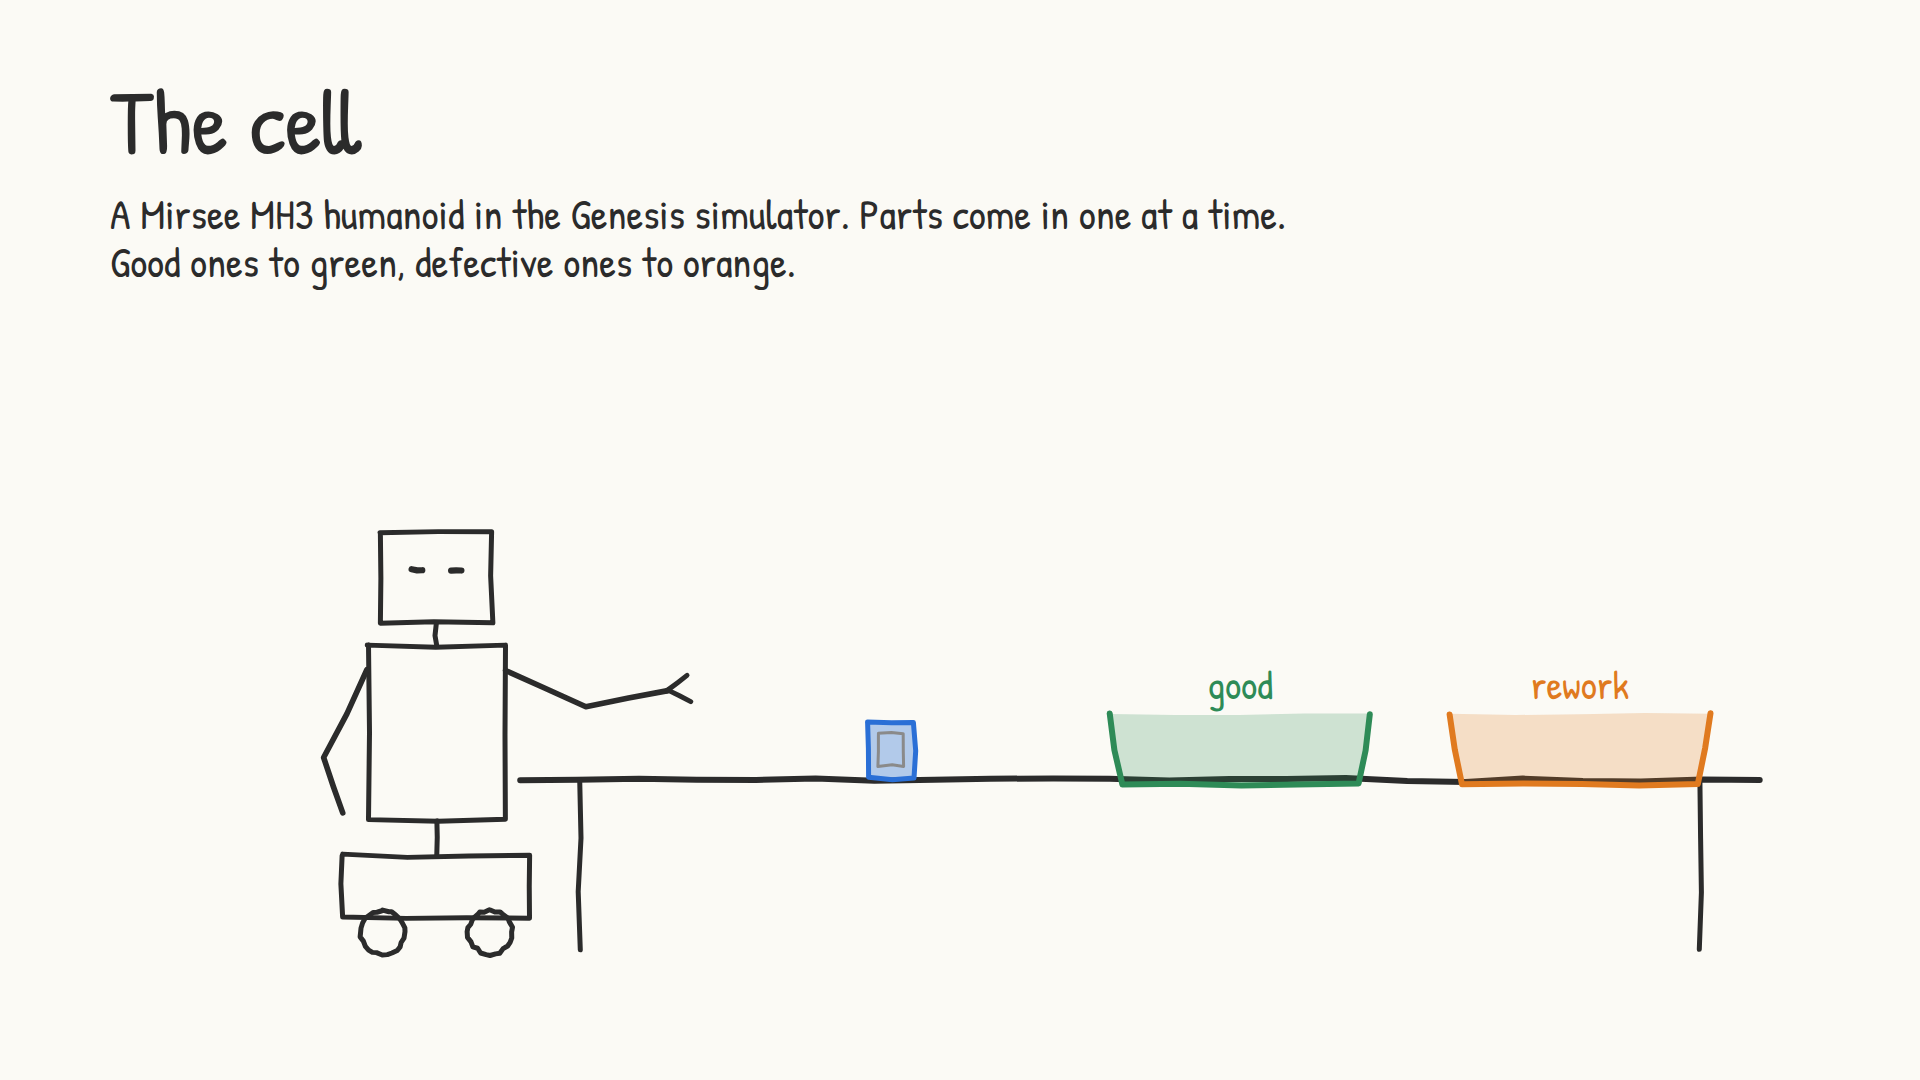 The cell
A Mirsee MH3 humanoid in the Genesis simulator. Parts come in one at a time.
Good ones to green, defective ones to orange.
good
rework